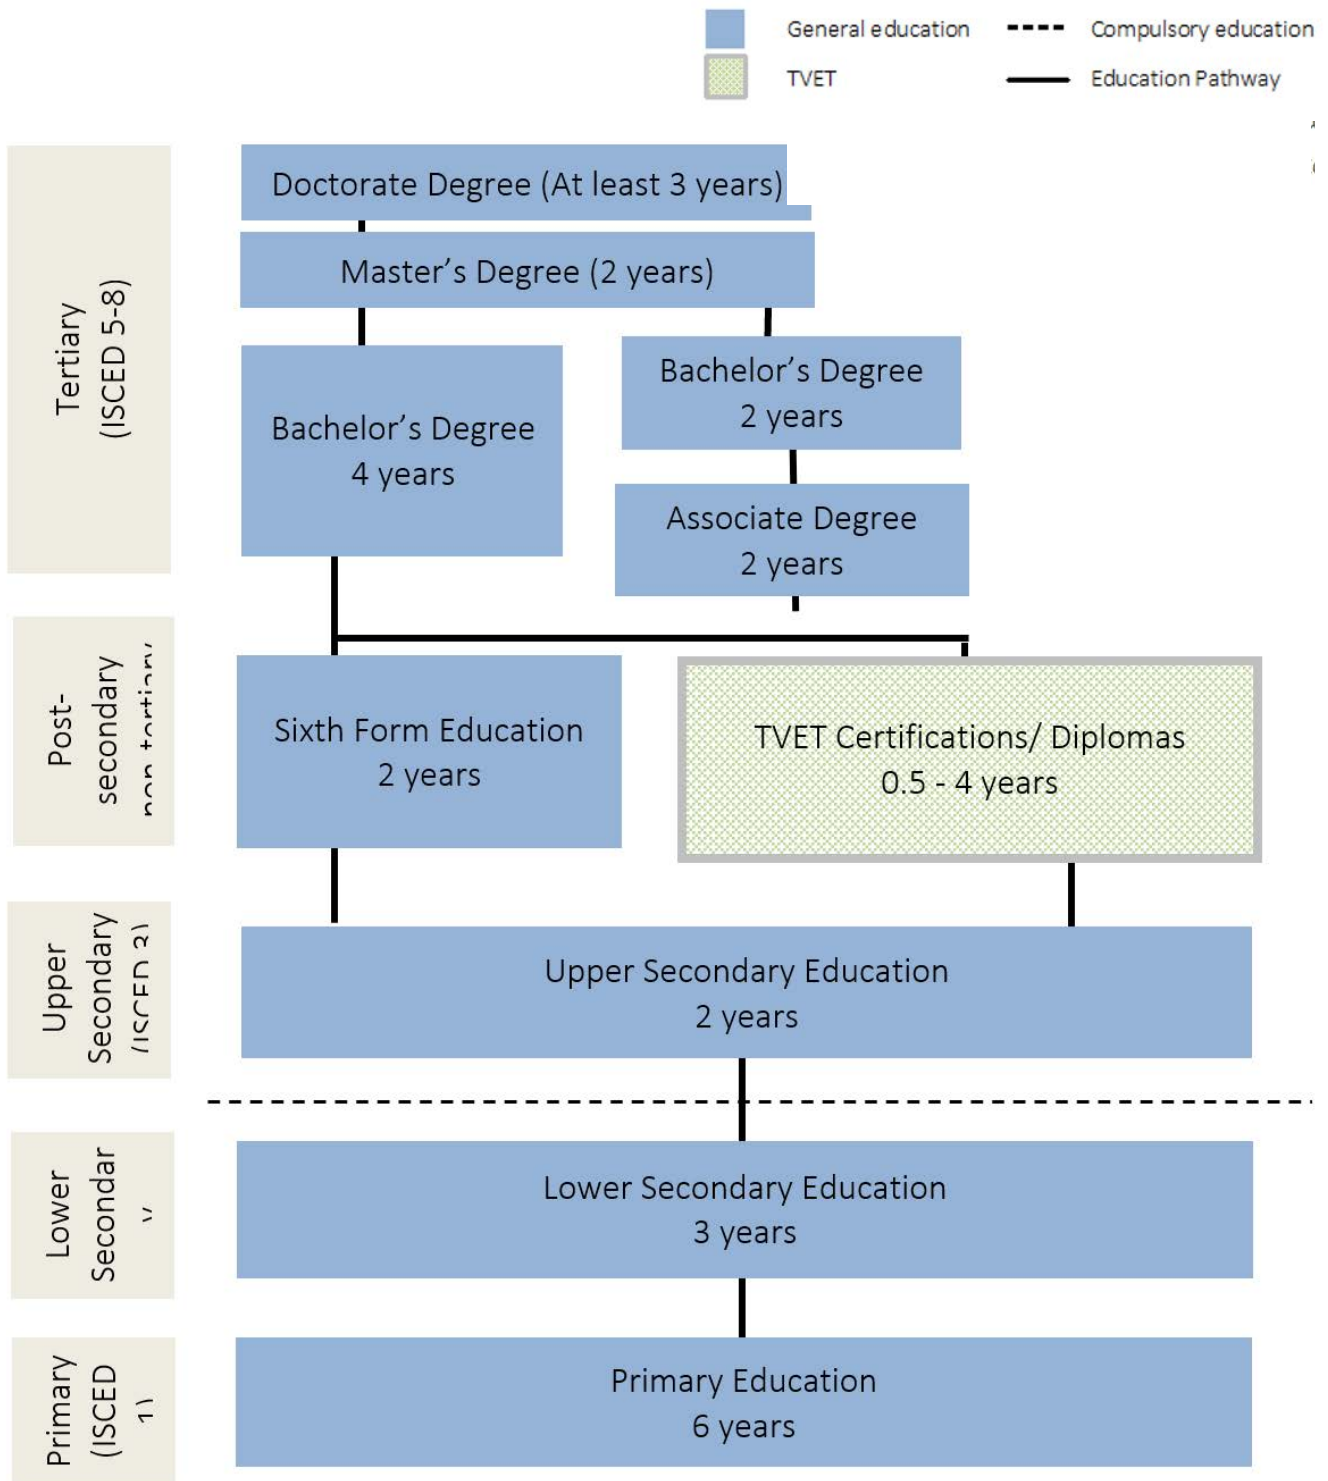 General education
Compulsory education
TVET
Education Pathway
Tertiary
(ISCED 5-8)
Doctorate Degree (At least 3 years)
Master's Degree (2 years)
Bachelor's Degree
4 years
Bachelor's Degree
2 years
Associate Degree
2 years
Post-
secondary
Sixth Form Education
2 years
TVET Certifications/ Diplomas
0.5 - 4 years
Upper
Secondary
Upper Secondary Education
2 years
Lower
Secondar
y
Lower Secondary Education
3 years
Primary
(ISCED
1)
Primary Education
6 years